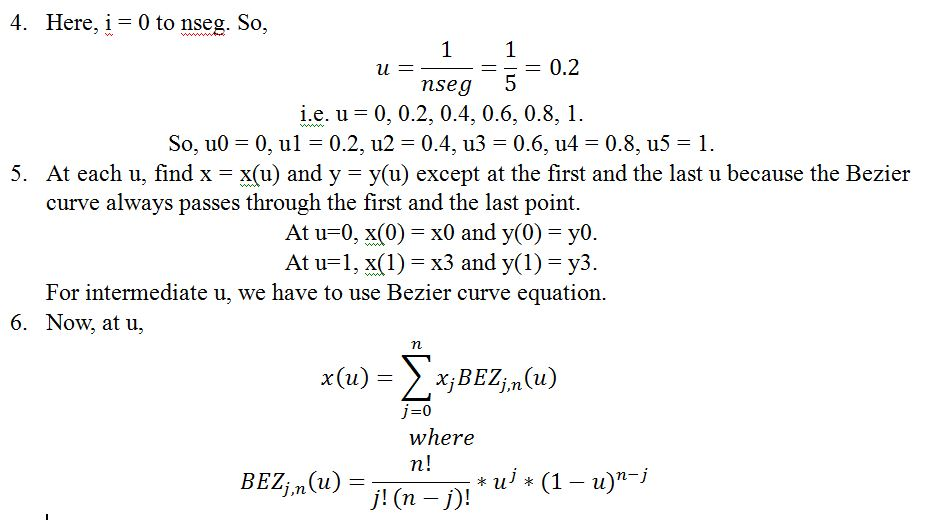 4. Here, i = 0 to nseg. So,
u = 1/nseg = 1/5 = 0.2
i.e. u = 0, 0.2, 0.4, 0.6, 0.8, 1.
So, u0 = 0, u1 = 0.2, u2 = 0.4, u3 = 0.6, u4 = 0.8, u5 = 1.
5. At each u, find x = x(u) and y = y(u) except at the first and the last u because the Bezier
curve always passes through the first and the last point.
At u=0, x(0) = x0 and y(0) = y0.
At u=1, x(1) = x3 and y(1) = y3.
For intermediate u, we have to use Bezier curve equation.
6. Now, at u,
x(u) = ∑_{j=0}^{n} x_j BEZ_{j,n}(u)
where
BEZ_{j,n}(u) = n!/(j! (n − j)!) * u^j * (1 − u)^{n−j}